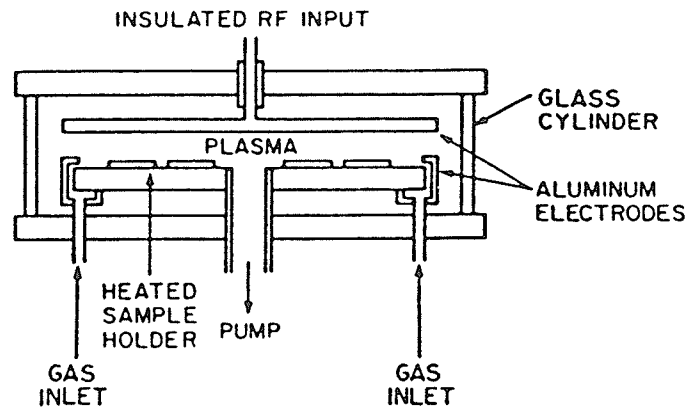 INSULATED RF INPUT
GLASS
CYLINDER
PLASMA
ALUMINUM
ELECTRODES
HEATED
SAMPLE
HOLDER
PUMP
GAS
INLET
GAS
INLET